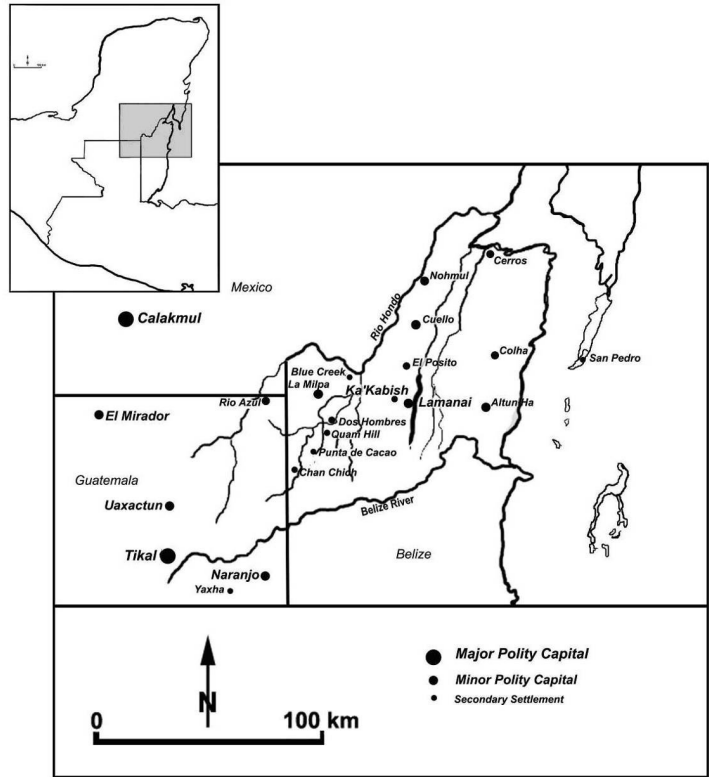 Mexico
Calakmul
Rio Hondo
Nohmul
Cerros
Cuello
Colha
San Pedro
El Posito
Blue Creek
La Milpa
Ka'Kabish
Rio Azul
Lamanai
Altun Ha
El Mirador
Dos Hombres
Quam Hill
Punta de Cacao
Chan Chich
Guatemala
Uaxactun
Belize River
Tikal
Belize
Naranjo
Yaxha
N
0 100 km
Major Polity Capital
Minor Polity Capital
Secondary Settlement